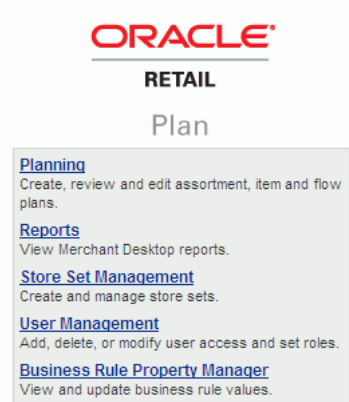 ORACLE
RETAIL
Plan
Planning
Create, review and edit assortment, item and flow
plans.
Reports
View Merchant Desktop reports.
Store Set Management
Create and manage store sets.
User Management
Add, delete, or modify user access and set roles.
Business Rule Property Manager
View and update business rule values.